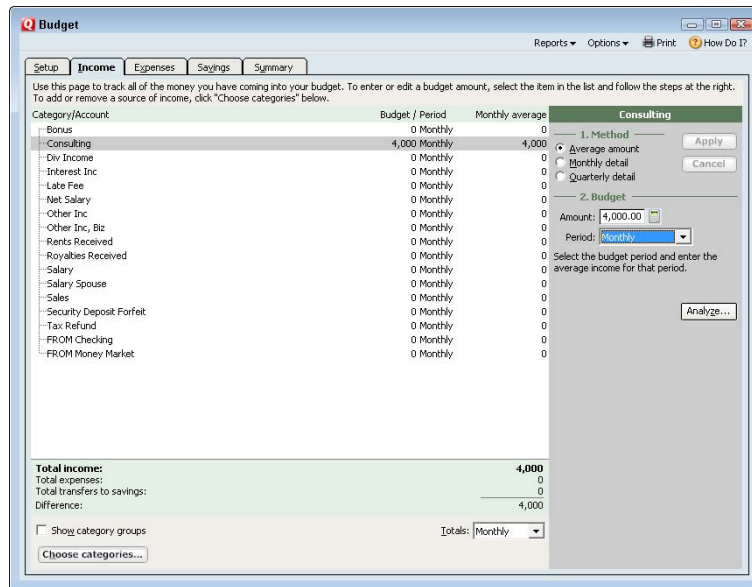 Budget
Reports Options Print How Do I?
Setup Income Expenses Savings Summary
Use this page to track all of the money you have coming into your budget. To enter or edit a budget amount, select the item in the list and follow the steps at the right.
To add or remove a source of income, click "Choose categories" below.
Category/Account Budget / Period Monthly average
Bonus 0 Monthly 0
Consulting 4,000 Monthly 4,000
Div Income 0 Monthly 0
Interest Inc 0 Monthly 0
Late Fee 0 Monthly 0
Net Salary 0 Monthly 0
Other Inc 0 Monthly 0
Other Inc, Biz 0 Monthly 0
Rents Received 0 Monthly 0
Royalties Received 0 Monthly 0
Salary 0 Monthly 0
Salary Spouse 0 Monthly 0
Sales 0 Monthly 0
Security Deposit Forfeit 0 Monthly 0
Tax Refund 0 Monthly 0
FROM Checking 0 Monthly 0
FROM Money Market 0 Monthly 0
Total income: 4,000
Total expenses: 0
Total transfers to savings: 0
Difference: 4,000
Show category groups Totals: Monthly
Choose categories...
Consulting
1. Method
Average amount
Monthly detail
Quarterly detail
Apply
Cancel
2. Budget
Amount: 4,000.00
Period: Monthly
Select the budget period and enter the
average income for that period.
Analyze...